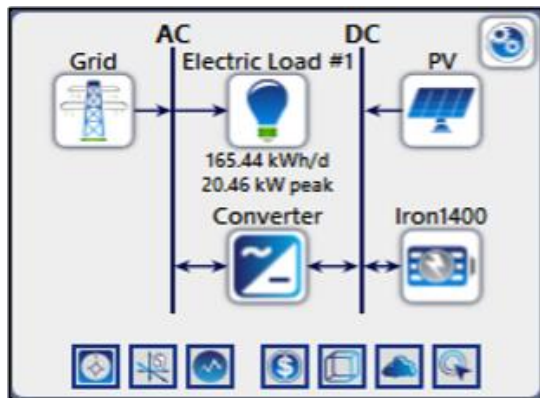 AC DC
Grid Electric Load #1 PV
165.44 kWh/d
20.46 kW peak
Converter Iron1400